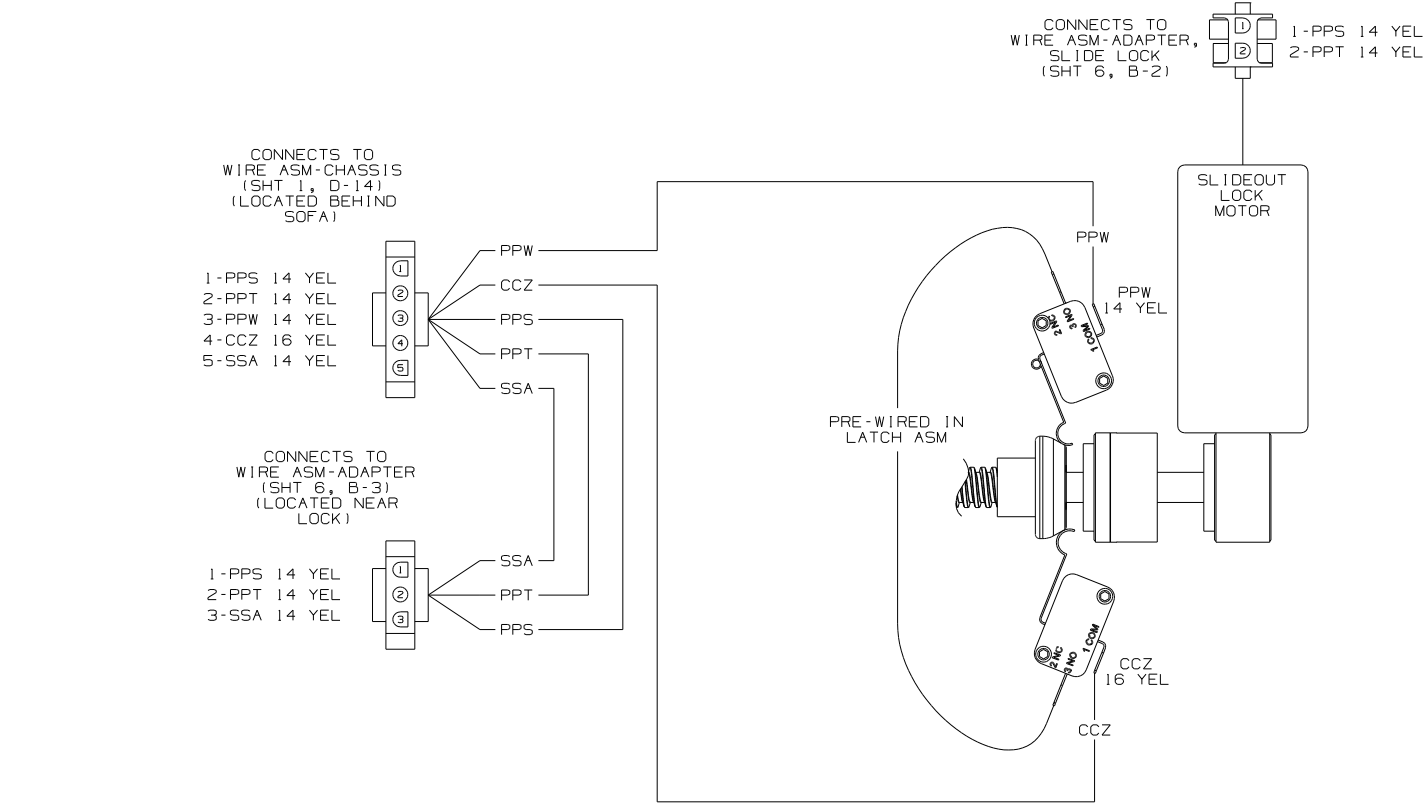 CONNECTS TO
WIRE ASM-ADAPTER,
SLIDE LOCK
(SHT 6, B-2)
1
2
1-PPS 14 YEL
2-PPT 14 YEL
CONNECTS TO
WIRE ASM-CHASSIS
(SHT 1, D-14)
(LOCATED BEHIND
SOFA)
SLIDEOUT
LOCK
MOTOR
1-PPS 14 YEL
2-PPT 14 YEL
3-PPW 14 YEL
4-CCZ 16 YEL
5-SSA 14 YEL
1
2
3
4
5
PPW
CCZ
PPS
PPT
SSA
PPW
PPW
14 YEL
2 NC
3 NO
1 COM
PRE-WIRED IN
LATCH ASM
CONNECTS TO
WIRE ASM-ADAPTER
(SHT 6, B-3)
(LOCATED NEAR
LOCK)
1-PPS 14 YEL
2-PPT 14 YEL
3-SSA 14 YEL
1
2
3
SSA
PPT
PPS
2 NC
3 NO
1 COM
CCZ
16 YEL
CCZ